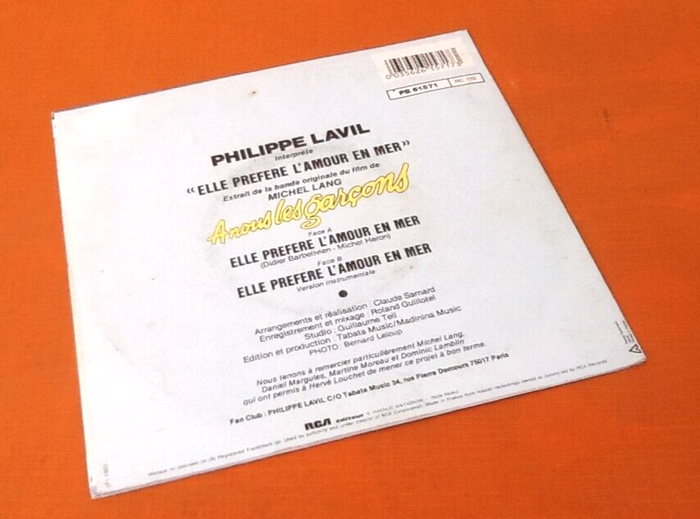 PB 61571
PHILIPPE LAVIL
Interprète
«ELLE PREFERE L'AMOUR EN MER»
Extrait de la bande originale du film de
MICHEL LANG
A nous les garçons
Face A
ELLE PREFERE L'AMOUR EN MER
(Didier Barbelivien - Michel Heron)
Face B
ELLE PREFERE L'AMOUR EN MER
Version instrumentale
Arrangements et réalisation : Claude Samard
Enregistrement et mixage : Roland Guillotel
Studio : Guillaume Tell
Edition et production : Tabata Music/Madinina Music
PHOTO : Bernard Leloup
Nous tenons à remercier particulièrement Michel Lang,
Daniel Margules, Martine Moreau et Dominic Lamblin
qui ont permis à Hervé Louchet de mener ce projet à bon terme.
Fan Club : PHILIPPE LAVIL C/O Tabata Music 34, rue Pierre Demours 75017 Paris
RCA